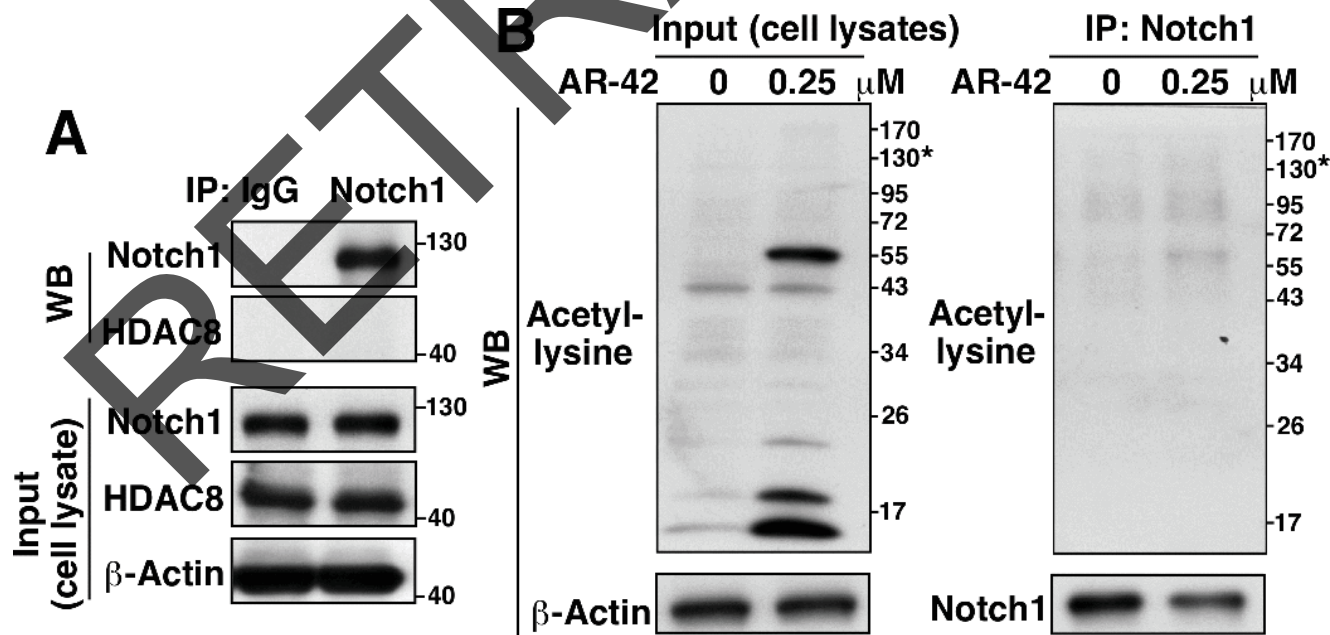 A
IP: IgG Notch1
WB
Notch1
-130
HDAC8
-40
Input
(cell lysate)
Notch1
-130
HDAC8
-40
β-Actin
-40
B
Input (cell lysates)
AR-42 0 0.25 μM
WB
Acetyl-
lysine
-170
-130*
-95
-72
-55
-43
-34
-26
-17
β-Actin
IP: Notch1
AR-42 0 0.25 μM
Acetyl-
lysine
-170
-130*
-95
-72
-55
-43
-34
-26
-17
Notch1